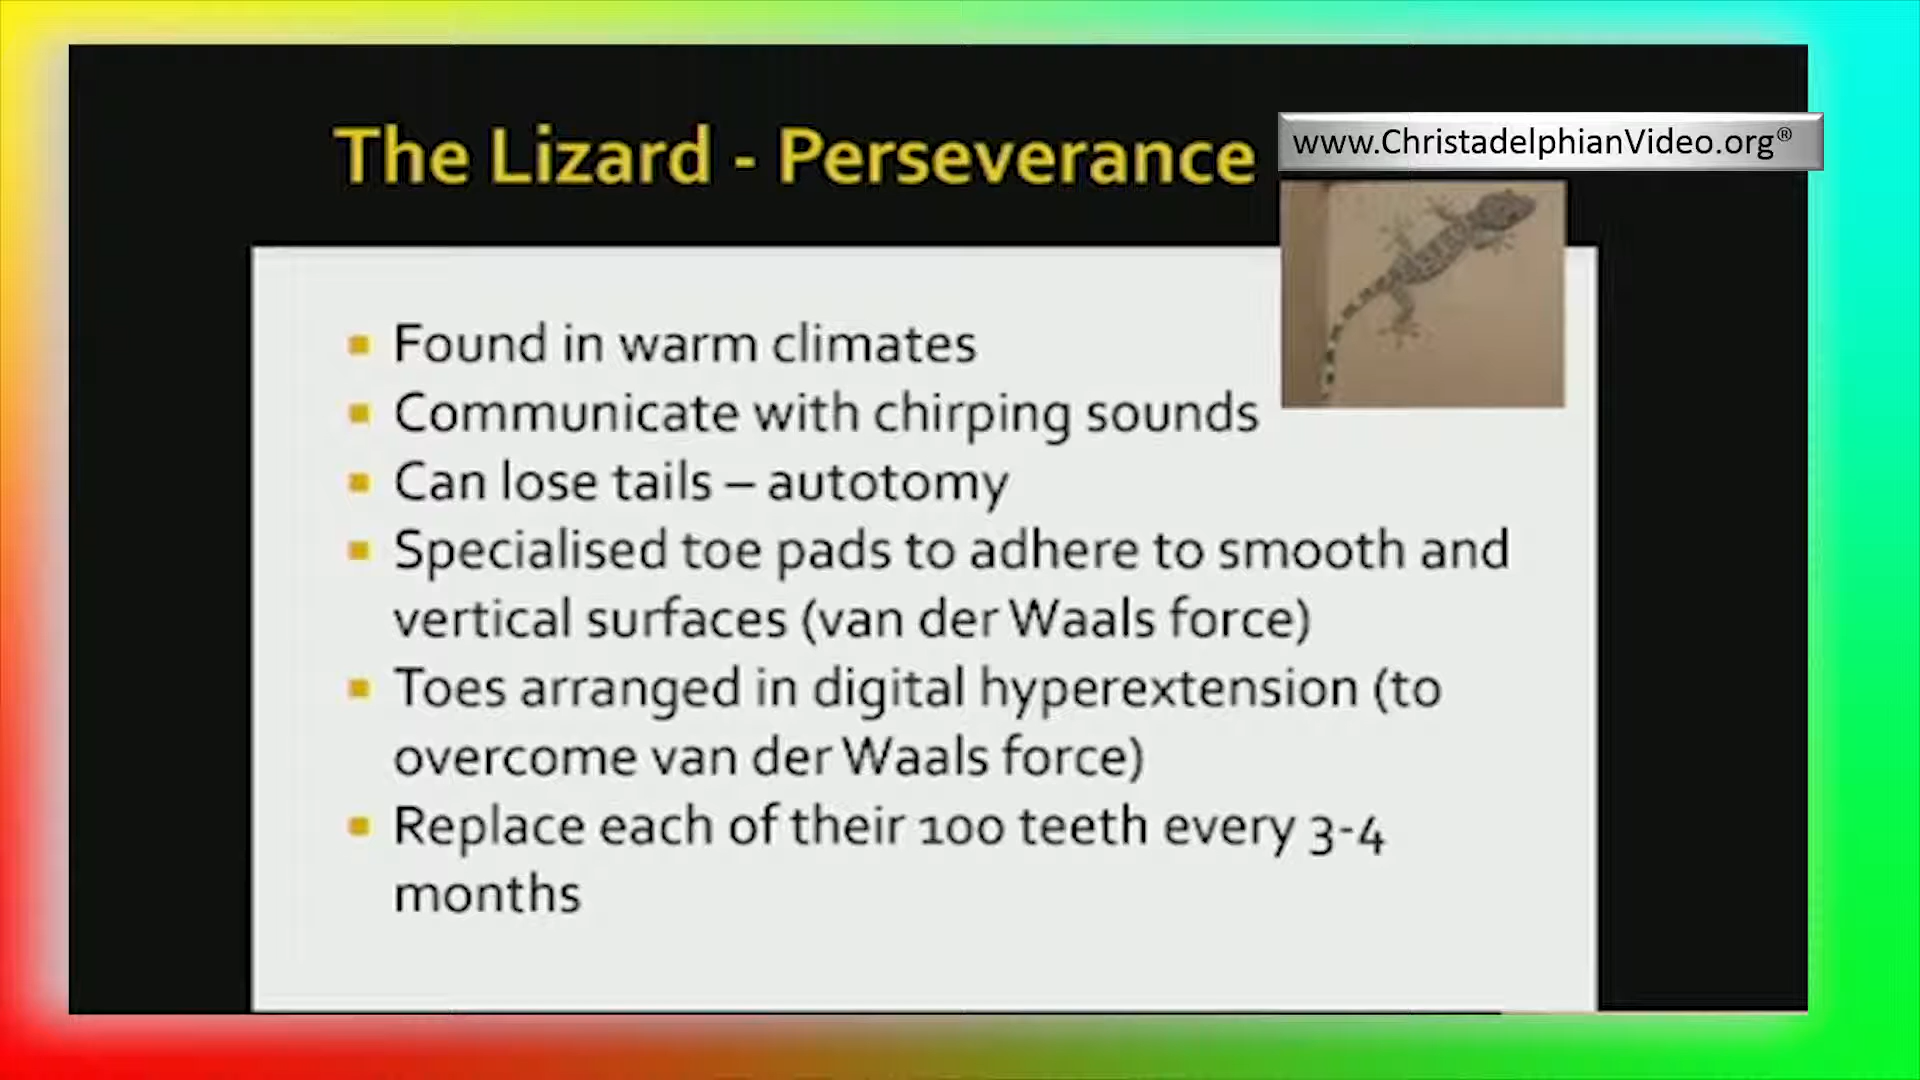 The Lizard - Perseverance
www.ChristadelphianVideo.org®
Found in warm climates
Communicate with chirping sounds
Can lose tails – autotomy
Specialised toe pads to adhere to smooth and
vertical surfaces (van der Waals force)
Toes arranged in digital hyperextension (to
overcome van der Waals force)
Replace each of their 100 teeth every 3-4
months